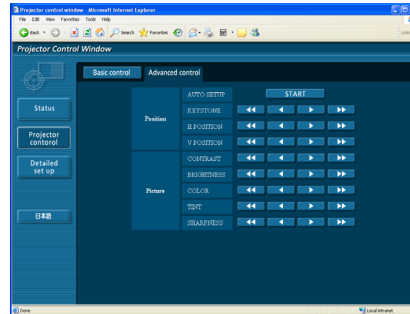 Projector control window - Microsoft Internet Explorer
File Edit View Favorites Tools Help
Back Search Favorites
Projector Control Window
Basic control Advanced control
AUTO SETUP START
Status
Position
KEYSTONE
H POSITION
V POSITION
Projector
contorol
Detailed
set up
Picture
CONTRAST
BRIGHTNESS
COLOR
TINT
SHARPNESS
日本語
Done Local intranet